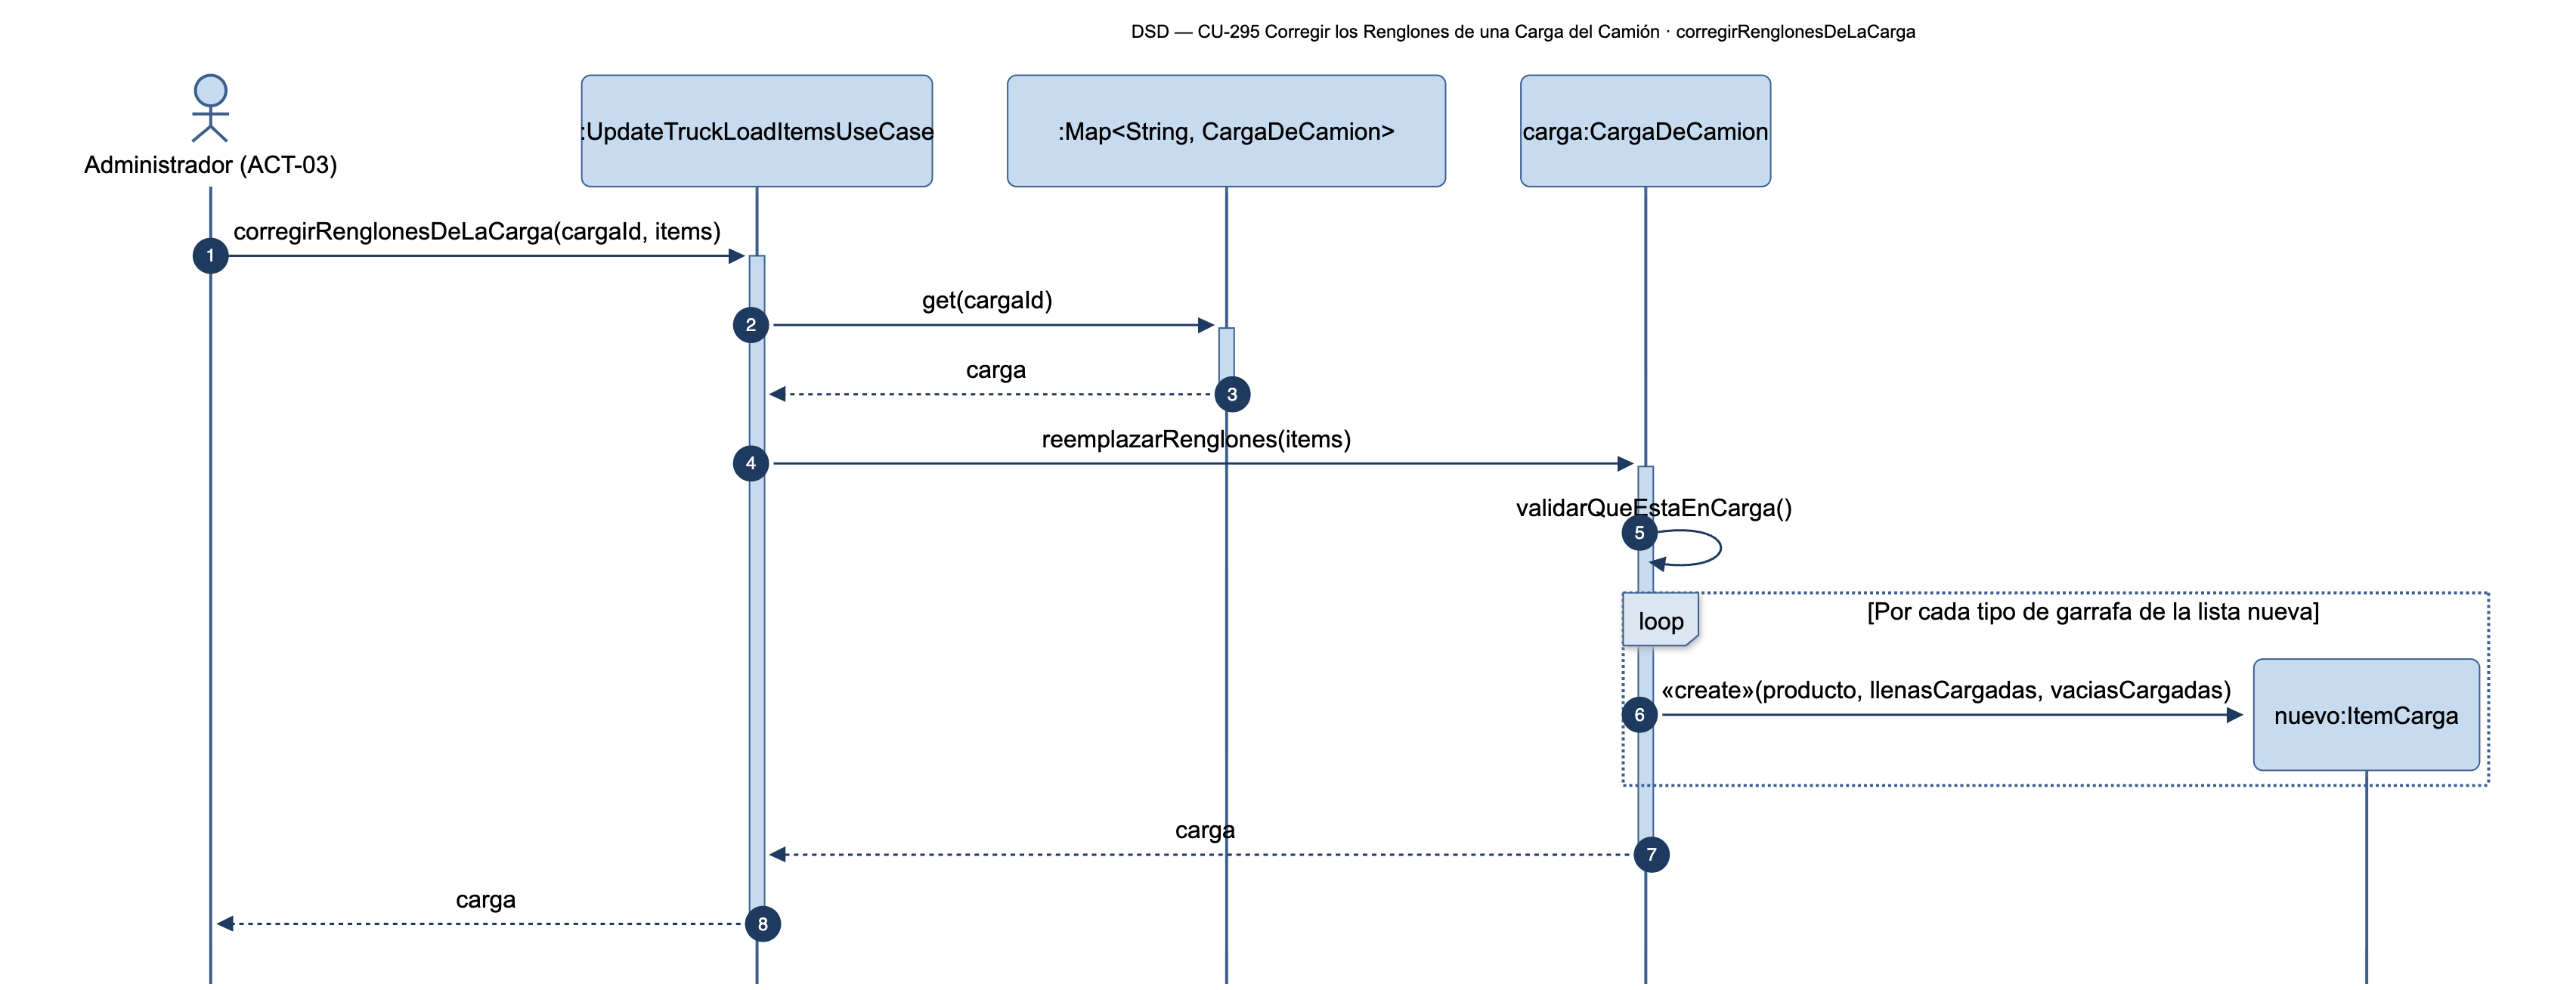 DSD — CU-295 Corregir los Renglones de una Carga del Camión · corregirRenglonesDeLaCarga
Administrador (ACT-03)
:UpdateTruckLoadItemsUseCase
:Map<String, CargaDeCamion>
carga:CargaDeCamion
corregirRenglonesDeLaCarga(cargaId, items)
1
get(cargaId)
2
carga
3
reemplazarRenglones(items)
4
validarQueEstaEnCarga()
5
loop
[Por cada tipo de garrafa de la lista nueva]
«create»(producto, llenasCargadas, vaciasCargadas)
6
nuevo:ItemCarga
carga
7
carga
8